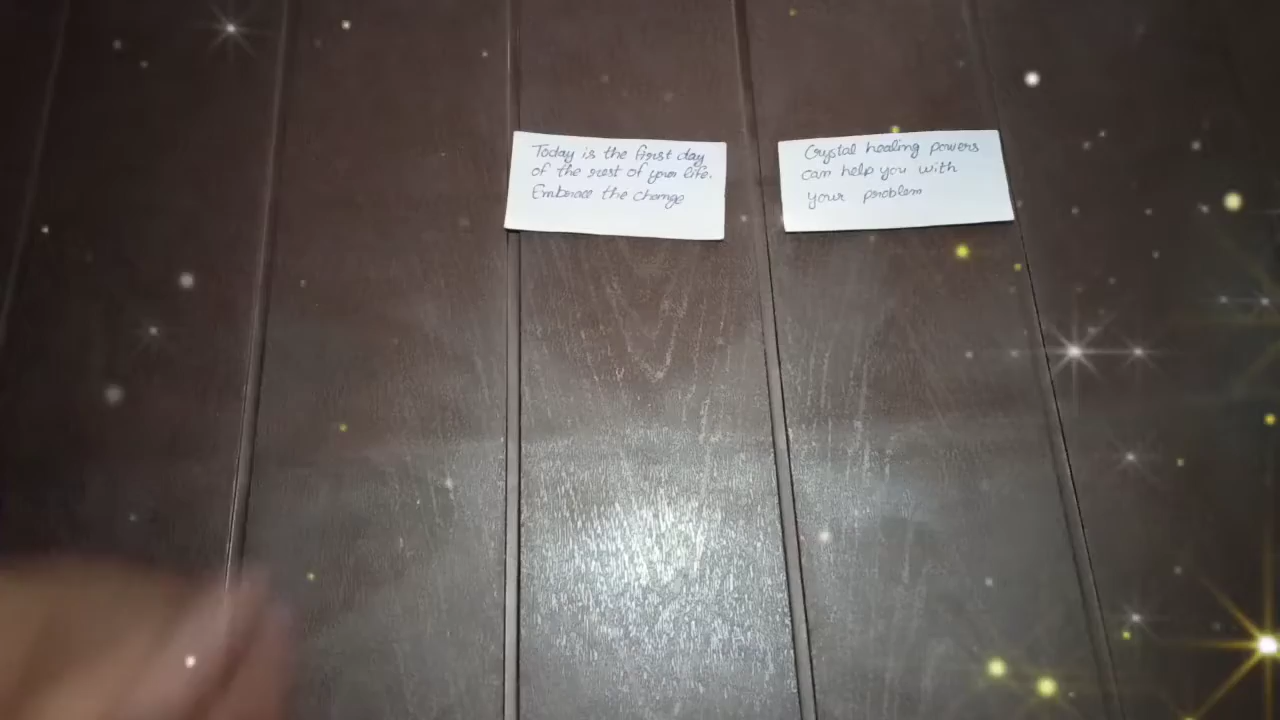 Today is the first day
of the rest of your life.
Embrace the change
Crystal healing powers
can help you with
your problem